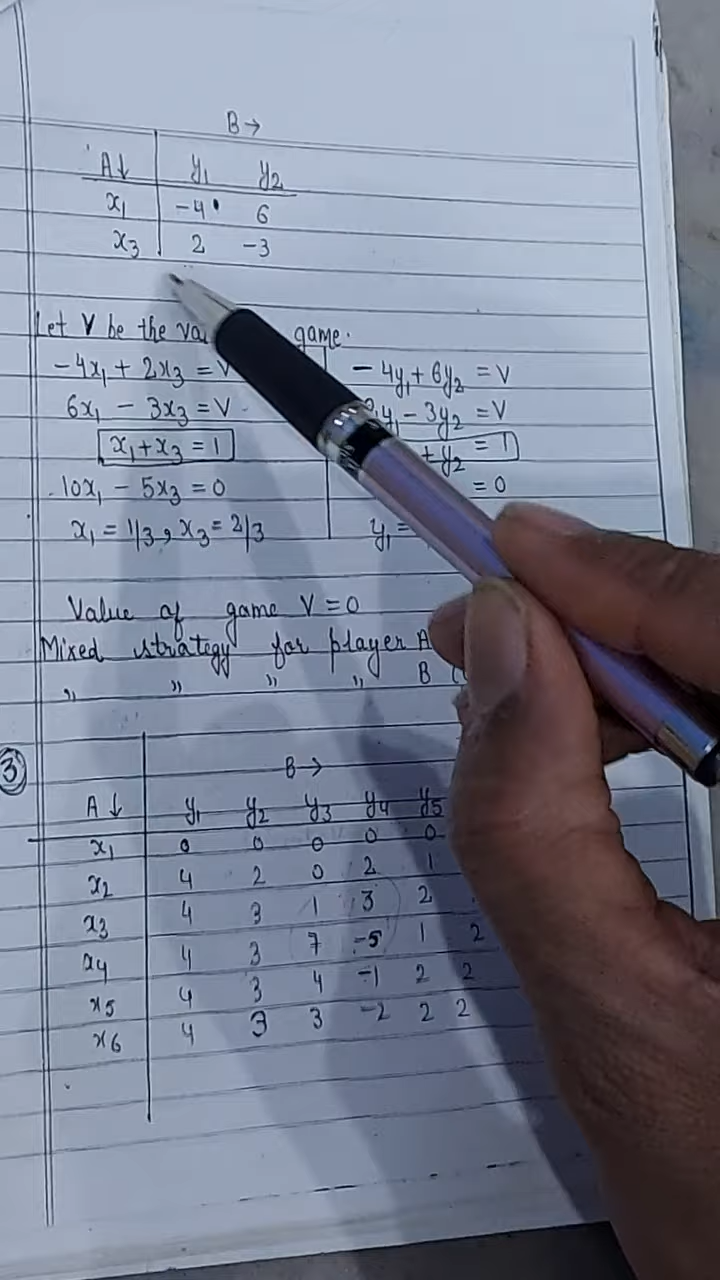 B →
A↓ y₁ y₂
x₁ -4 6
x₃ 2 -3
Let V be the game.
-4x₁ + 2x₃ = V
6x₁ - 3x₃ = V
x₁ + x₃ = 1
10x₁ - 5x₃ = 0
x₁ = 1/3, x₃ = 2/3
-4y₁ + 6y₂ = V
y₁ - 3y₂ = V
+ y₂ = 1
= 0
y₁ =
Value of game V = 0
Mixed strategy for player A
" " " " B (
3
B →
A↓ y₁ y₂ y₃ y₄ y₅
x₁ 0 0 0 0 0
x₂ 4 2 0 2 1
x₃ 4 3 1 3 2
x₄ 4 3 7 -5 1 2
x₅ 4 3 4 -1 2 2
x₆ 4 3 3 -2 2 2